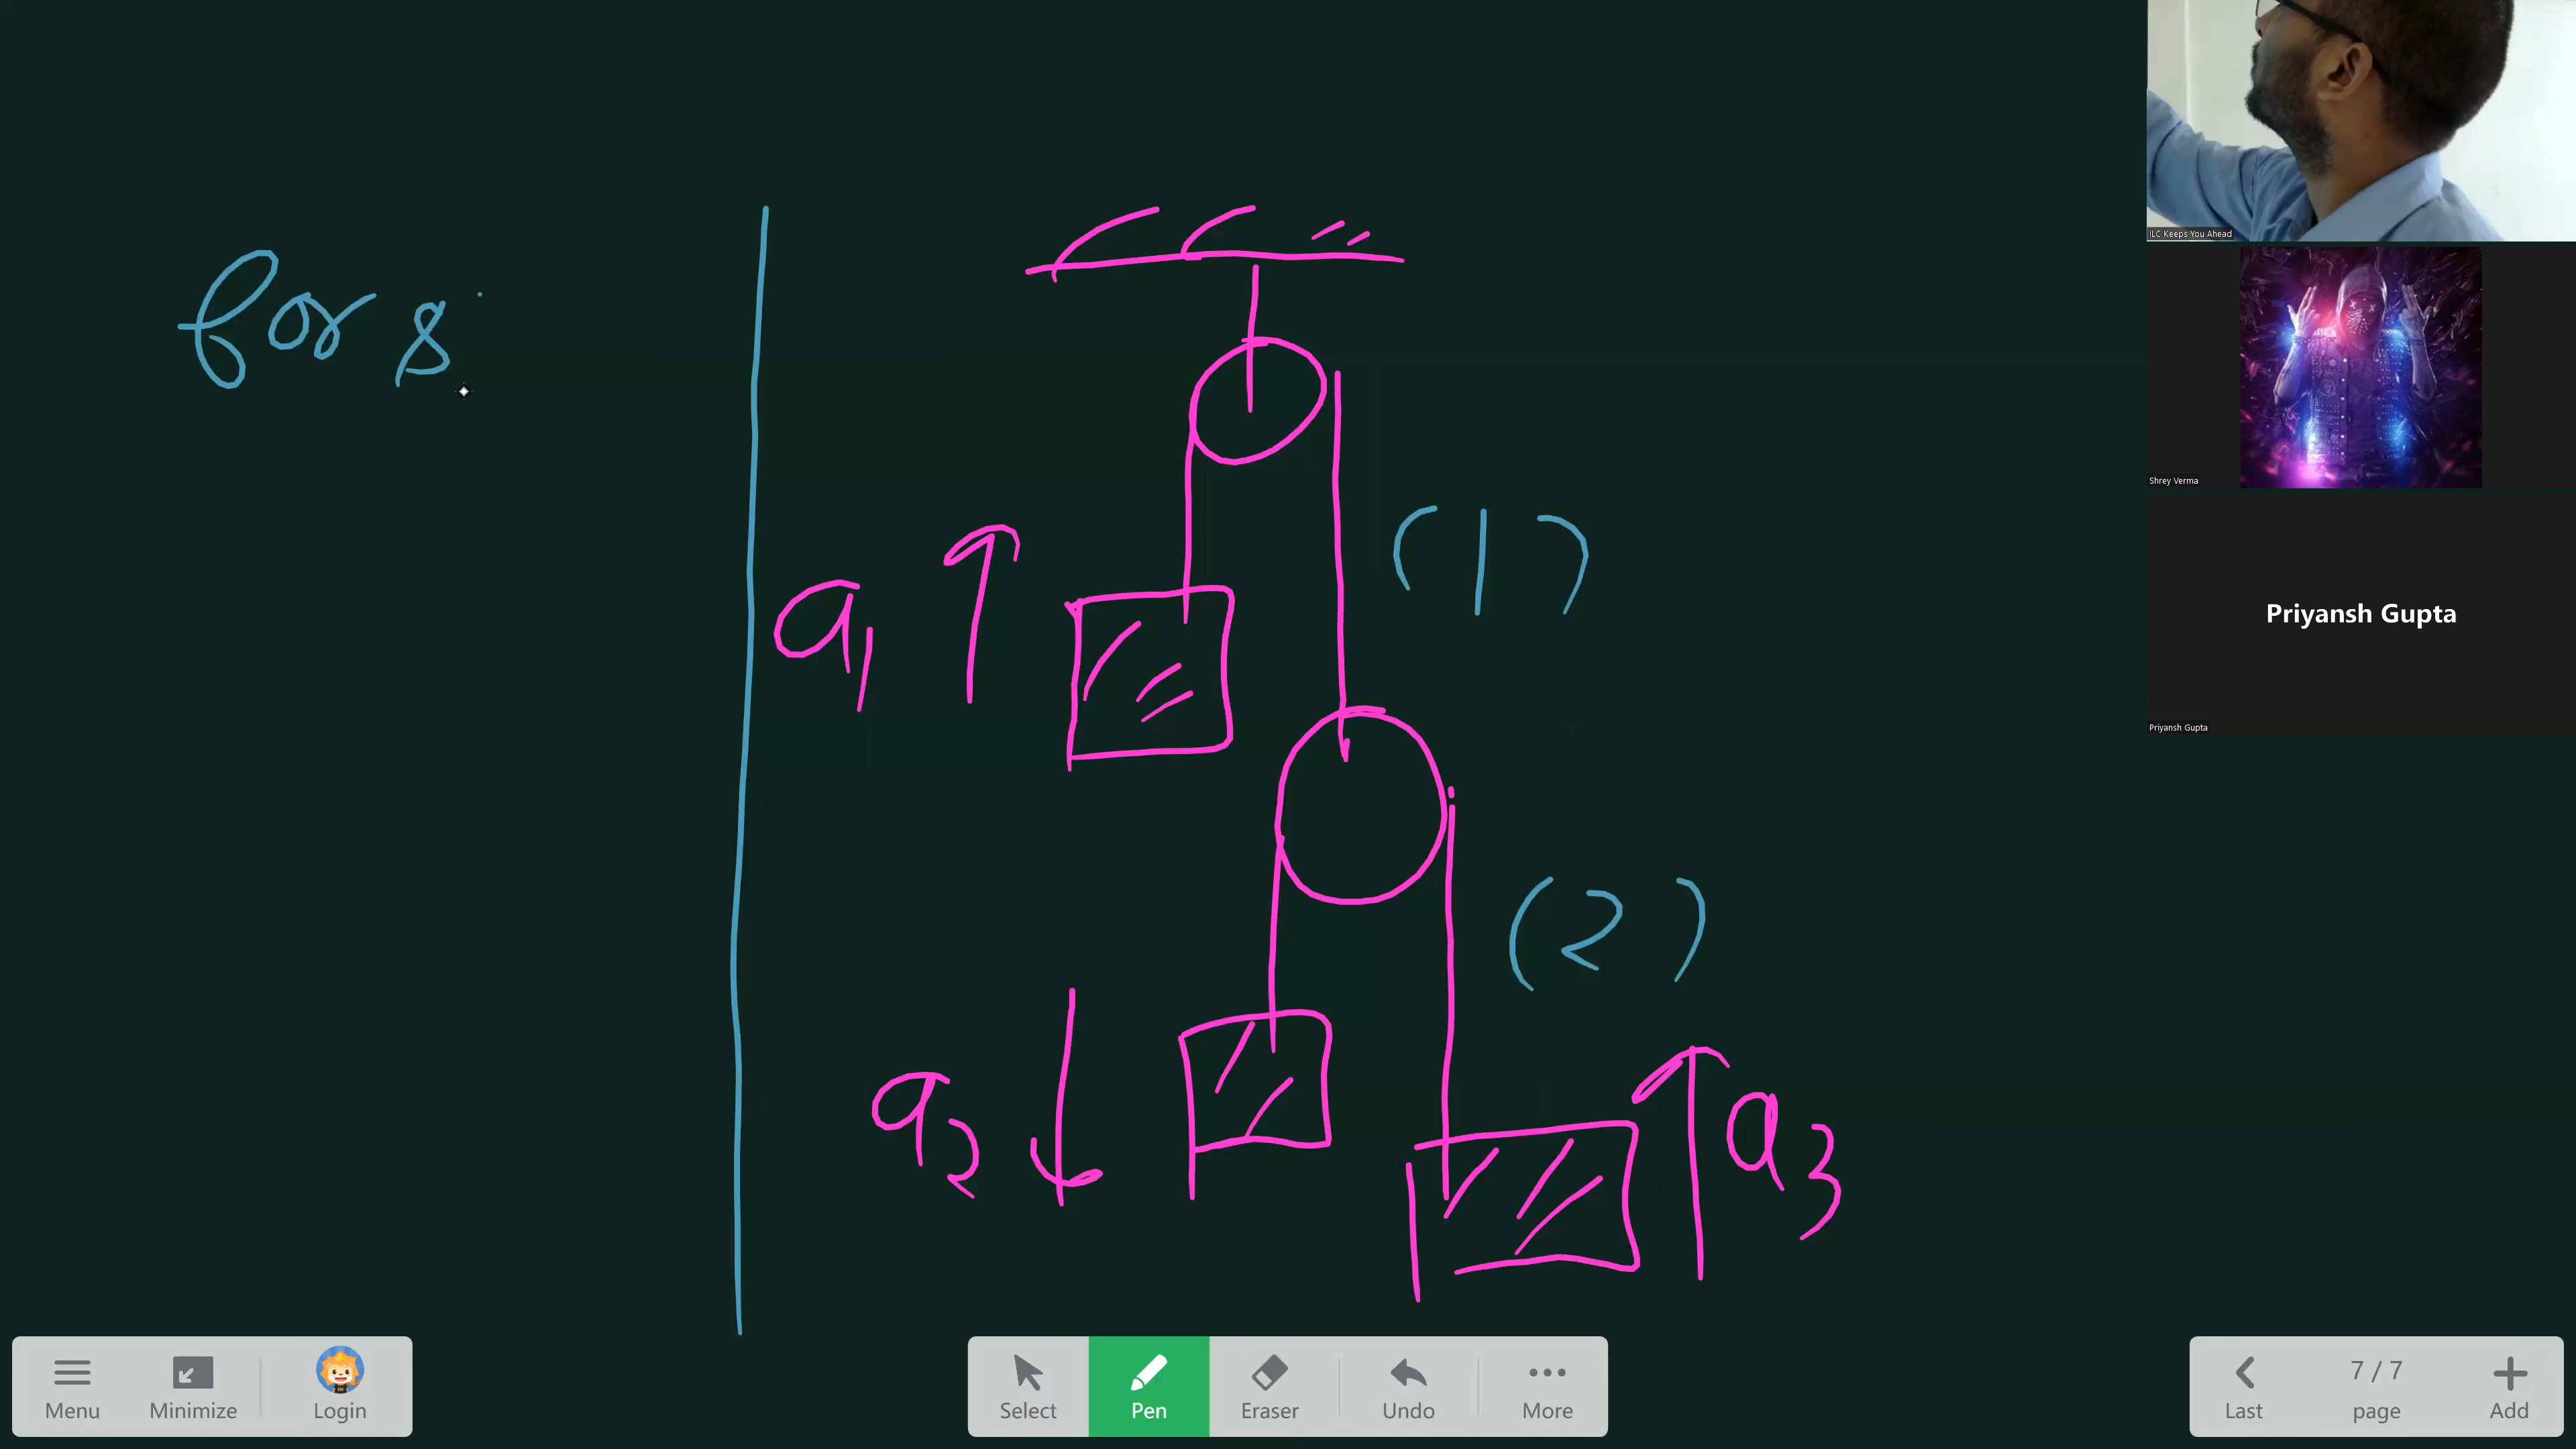 for s
a1
(1)
(2)
a2
a3
ILC Keeps You Ahead
Shrey Verma
Priyansh Gupta
Priyansh Gupta
Menu
Minimize
Login
Select
Pen
Eraser
Undo
More
Last
7 / 7
page
Add